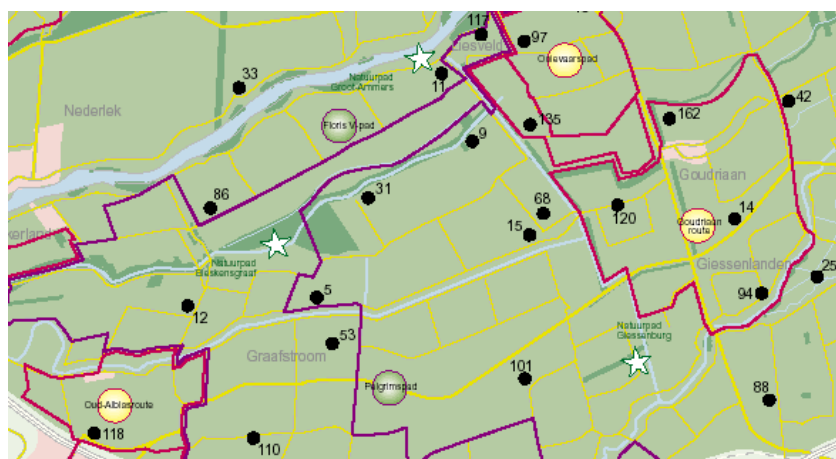 117
97
Liesveld
Ooievaarspad
Natuurpad
Groot-Ammers
11
33
42
Nederlek
162
Floris V-pad
135
9
Goudriaan
31
86
68
120
14
15
Goudriaan
route
Natuurpad
Bleskensgraaf
Giessenlanden
25
5
94
12
Natuurpad
Giessenburg
53
Graafstroom
101
Pelgrimspad
88
Oud-Alblasroute
118
110